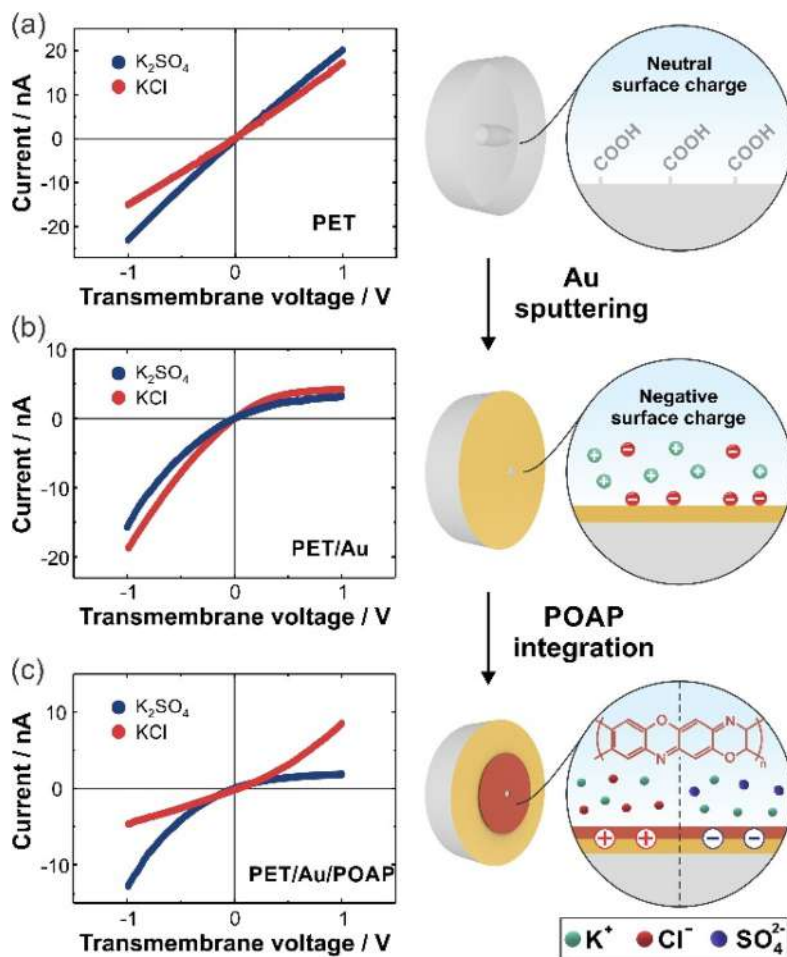 (a)
20
10
0
-10
-20
Current / nA
K₂SO₄
KCl
PET
-1
0
1
Transmembrane voltage / V
Neutral
surface charge
COOH
COOH
COOH
Au
sputtering
(b)
10
0
-10
-20
Current / nA
K₂SO₄
KCl
PET/Au
-1
0
1
Transmembrane voltage / V
Negative
surface charge
+ − + −
+ + +
− − − −
POAP
integration
(c)
10
0
-10
Current / nA
K₂SO₄
KCl
PET/Au/POAP
-1
0
1
Transmembrane voltage / V
O N
N O n
+ + − −
K⁺ Cl⁻ SO₄²⁻